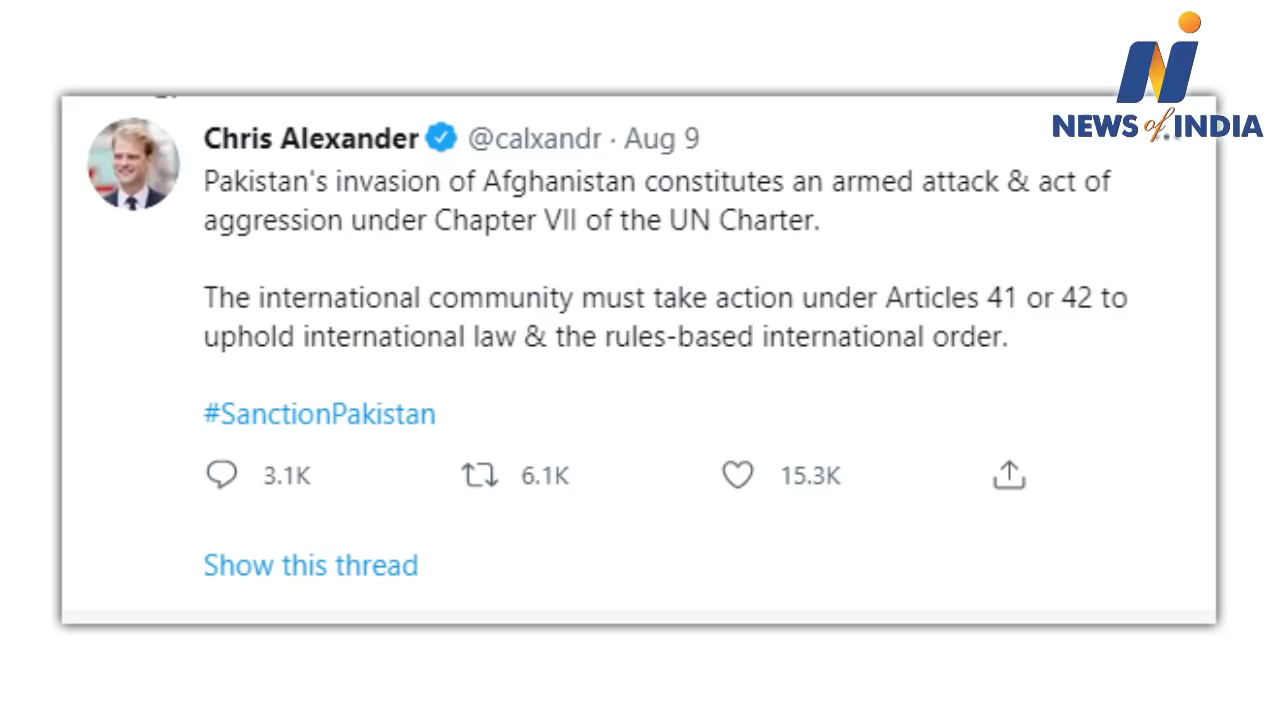 NEWS of INDIA
Chris Alexander @calxandr · Aug 9
Pakistan's invasion of Afghanistan constitutes an armed attack & act of
aggression under Chapter VII of the UN Charter.
The international community must take action under Articles 41 or 42 to
uphold international law & the rules-based international order.
#SanctionPakistan
3.1K 6.1K 15.3K
Show this thread